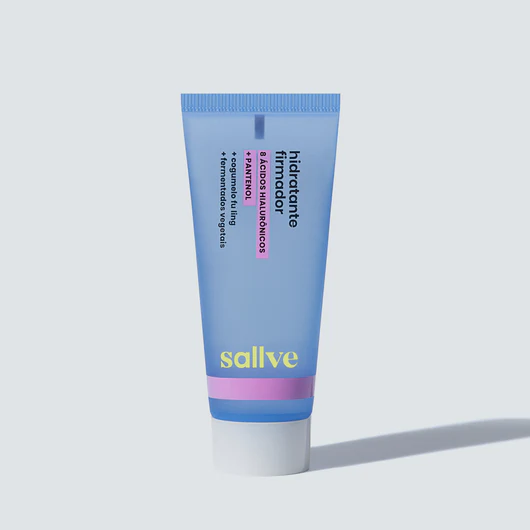 hidratante
firmador
8 ÁCIDOS HIALURÔNICOS
+ PANTENOL
+ cogumelo fu ling
+ fermentados vegetais
sallve